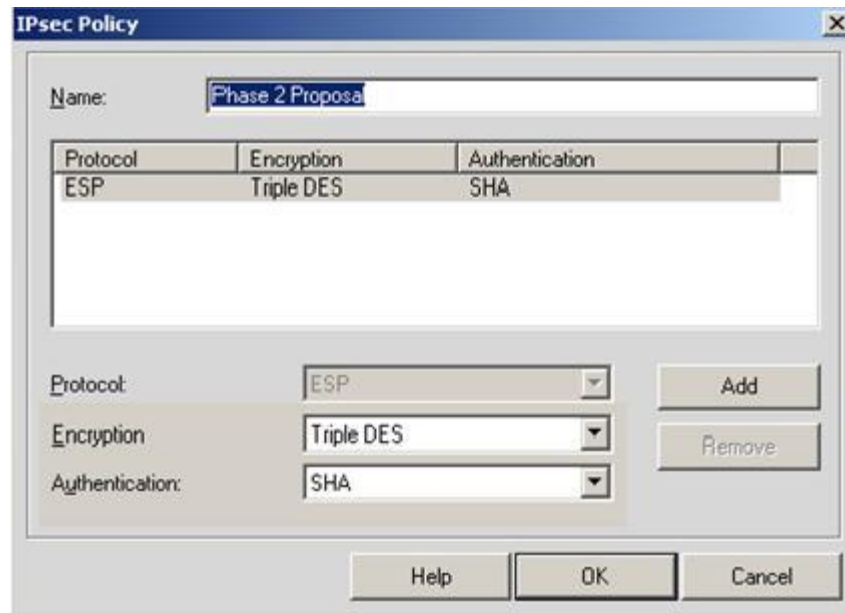 IPsec Policy
Name: Phase 2 Proposal
Protocol Encryption Authentication
ESP Triple DES SHA
Protocol: ESP Add
Encryption Triple DES Remove
Authentication: SHA
Help OK Cancel